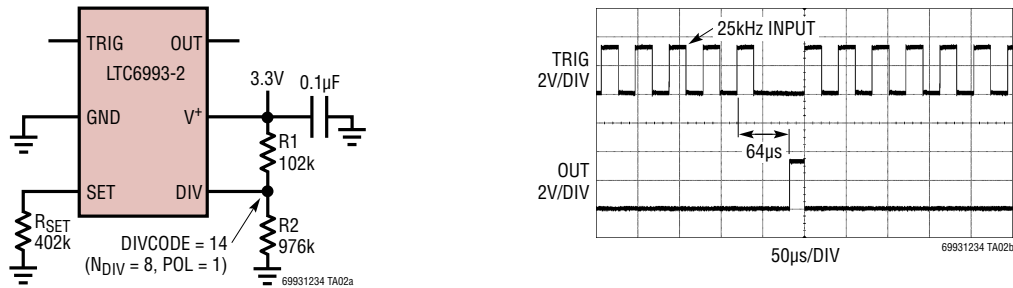 TRIG OUT
LTC6993-2
3.3V 0.1µF
GND V+
R1
102k
SET DIV
RSET
402k
R2
976k
DIVCODE = 14
(NDIV = 8, POL = 1)
69931234 TA02a
25kHz INPUT
TRIG
2V/DIV
64µs
OUT
2V/DIV
50µs/DIV
69931234 TA02b